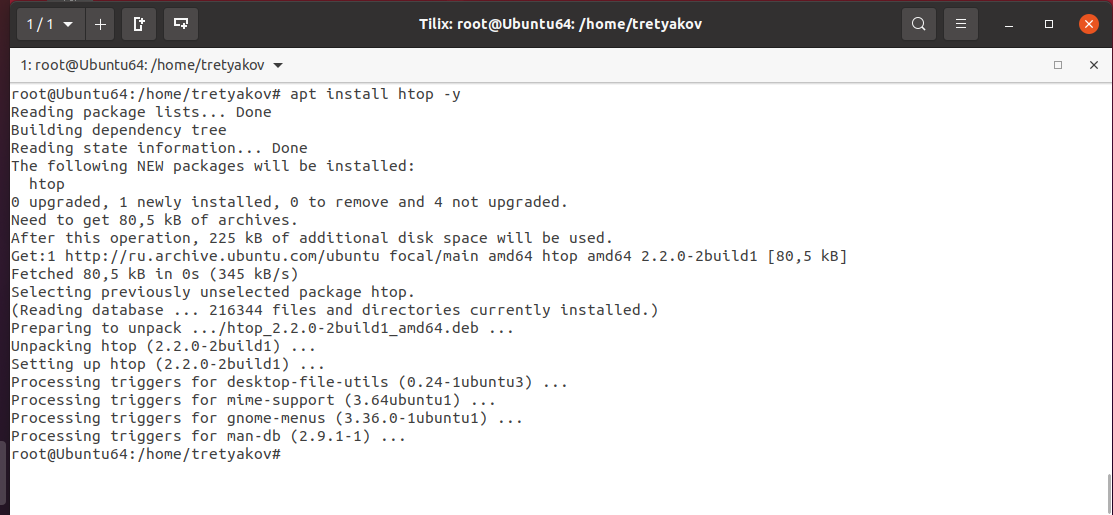 1 / 1
Tilix: root@Ubuntu64: /home/tretyakov
1: root@Ubuntu64: /home/tretyakov
root@Ubuntu64:/home/tretyakov# apt install htop -y
Reading package lists... Done
Building dependency tree
Reading state information... Done
The following NEW packages will be installed:
  htop
0 upgraded, 1 newly installed, 0 to remove and 4 not upgraded.
Need to get 80,5 kB of archives.
After this operation, 225 kB of additional disk space will be used.
Get:1 http://ru.archive.ubuntu.com/ubuntu focal/main amd64 htop amd64 2.2.0-2build1 [80,5 kB]
Fetched 80,5 kB in 0s (345 kB/s)
Selecting previously unselected package htop.
(Reading database ... 216344 files and directories currently installed.)
Preparing to unpack .../htop_2.2.0-2build1_amd64.deb ...
Unpacking htop (2.2.0-2build1) ...
Setting up htop (2.2.0-2build1) ...
Processing triggers for desktop-file-utils (0.24-1ubuntu3) ...
Processing triggers for mime-support (3.64ubuntu1) ...
Processing triggers for gnome-menus (3.36.0-1ubuntu1) ...
Processing triggers for man-db (2.9.1-1) ...
root@Ubuntu64:/home/tretyakov#